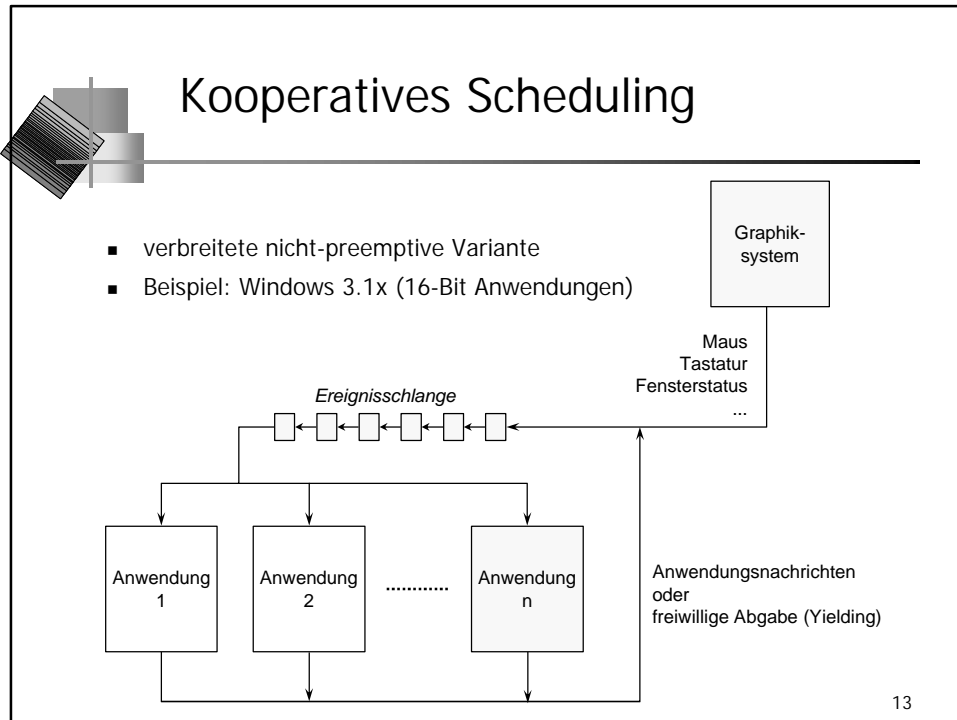 Kooperatives Scheduling
verbreitete nicht-preemptive Variante
Beispiel: Windows 3.1x (16-Bit Anwendungen)
Graphik-
system
Maus
Tastatur
Fensterstatus
...
Ereignisschlange
Anwendung
1
Anwendung
2
............
Anwendung
n
Anwendungsnachrichten
oder
freiwillige Abgabe (Yielding)
13